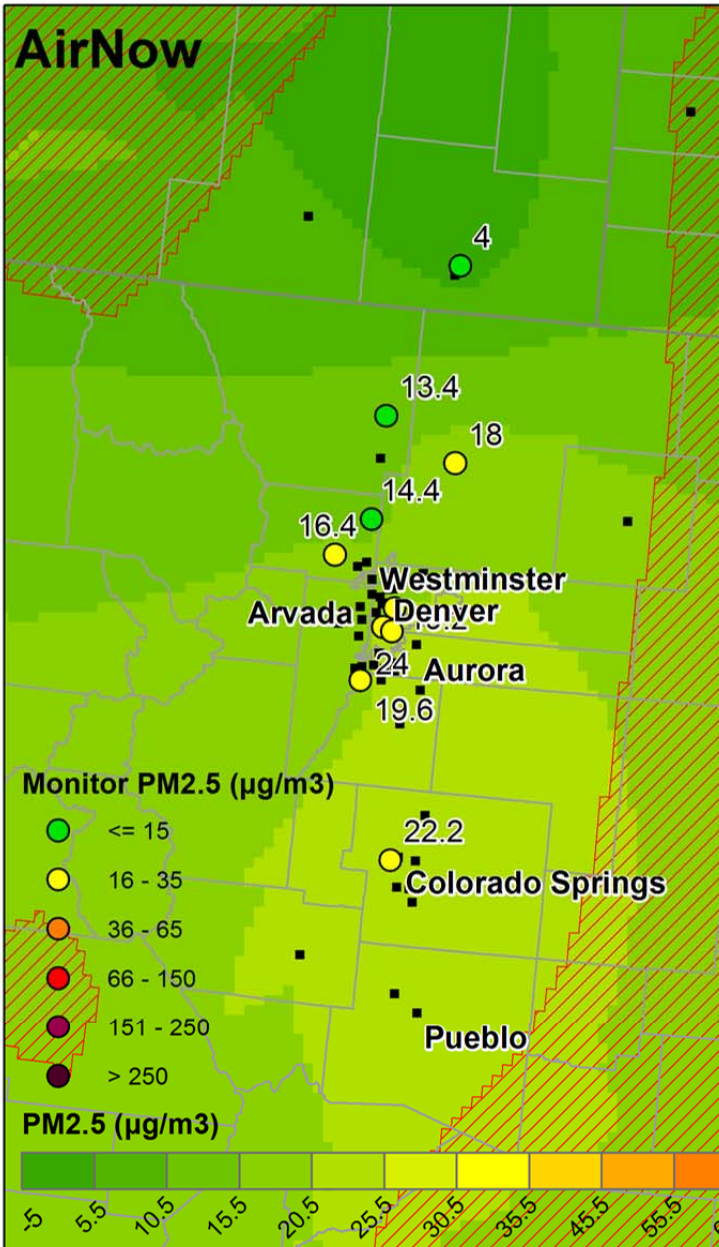 AirNow
4
13.4
18
14.4
16.4
Westminster
Arvada
Denver
24
Aurora
19.6
Monitor PM2.5 (µg/m3)
<= 15
16 - 35
36 - 65
66 - 150
151 - 250
> 250
22.2
Colorado Springs
Pueblo
PM2.5 (µg/m3)
-5 5.5 10.5 15.5 20.5 25.5 30.5 35.5 45.5 55.5